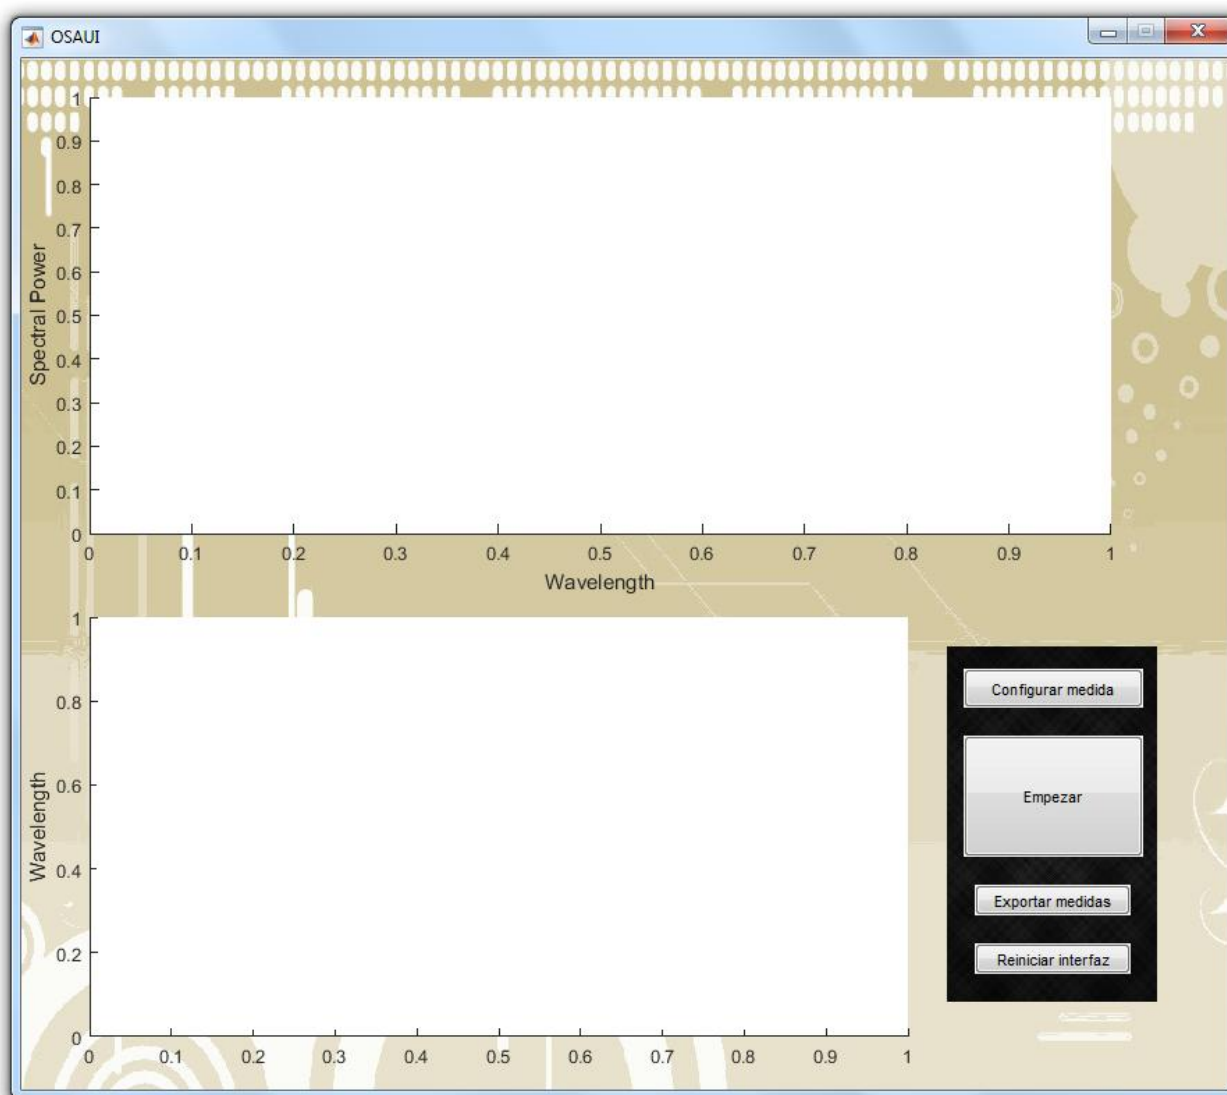 OSAUI
1
0.9
0.8
0.7
0.6
0.5
0.4
0.3
0.2
0.1
0
Spectral Power
0 0.1 0.2 0.3 0.4 0.5 0.6 0.7 0.8 0.9 1
Wavelength
1
0.8
0.6
0.4
0.2
0
Wavelength
0 0.1 0.2 0.3 0.4 0.5 0.6 0.7 0.8 0.9 1
Configurar medida
Empezar
Exportar medidas
Reiniciar interfaz